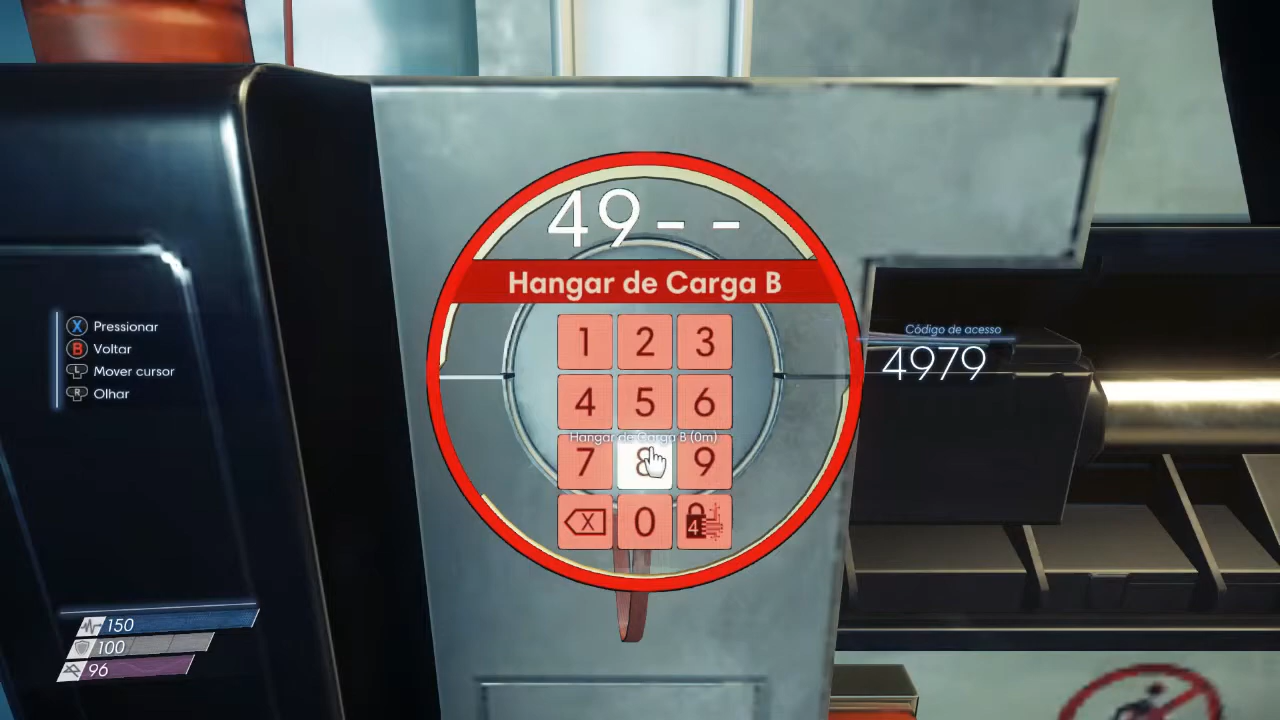 49--
Hangar de Carga B
1 2 3
4 5 6
Hangar de Carga B (0m)
7 8 9
X 0 4
Código de acesso
4979
X Pressionar
B Voltar
L Mover cursor
R Olhar
150
100
96